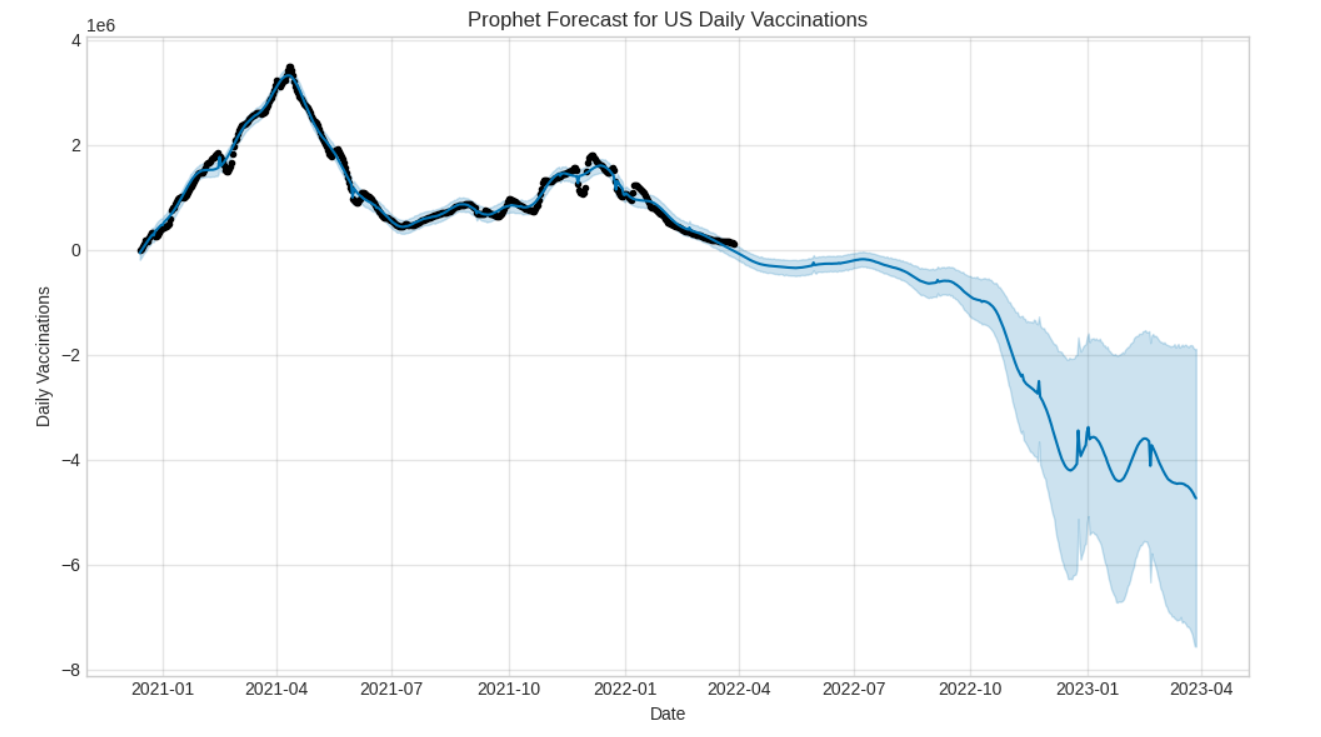 Prophet Forecast for US Daily Vaccinations
1e6
4
2
0
−2
−4
−6
−8
Daily Vaccinations
2021-01 2021-04 2021-07 2021-10 2022-01 2022-04 2022-07 2022-10 2023-01 2023-04
Date